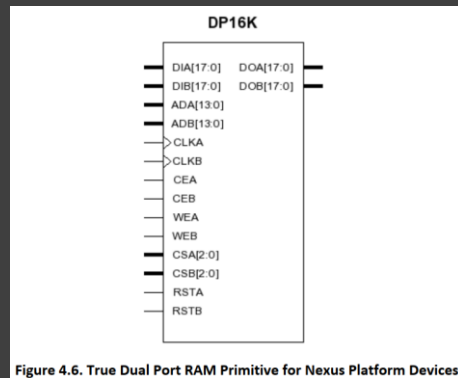 DP16K
DIA[17:0] DOA[17:0]
DIB[17:0] DOB[17:0]
ADA[13:0]
ADB[13:0]
CLKA
CLKB
CEA
CEB
WEA
WEB
CSA[2:0]
CSB[2:0]
RSTA
RSTB
Figure 4.6. True Dual Port RAM Primitive for Nexus Platform Devices